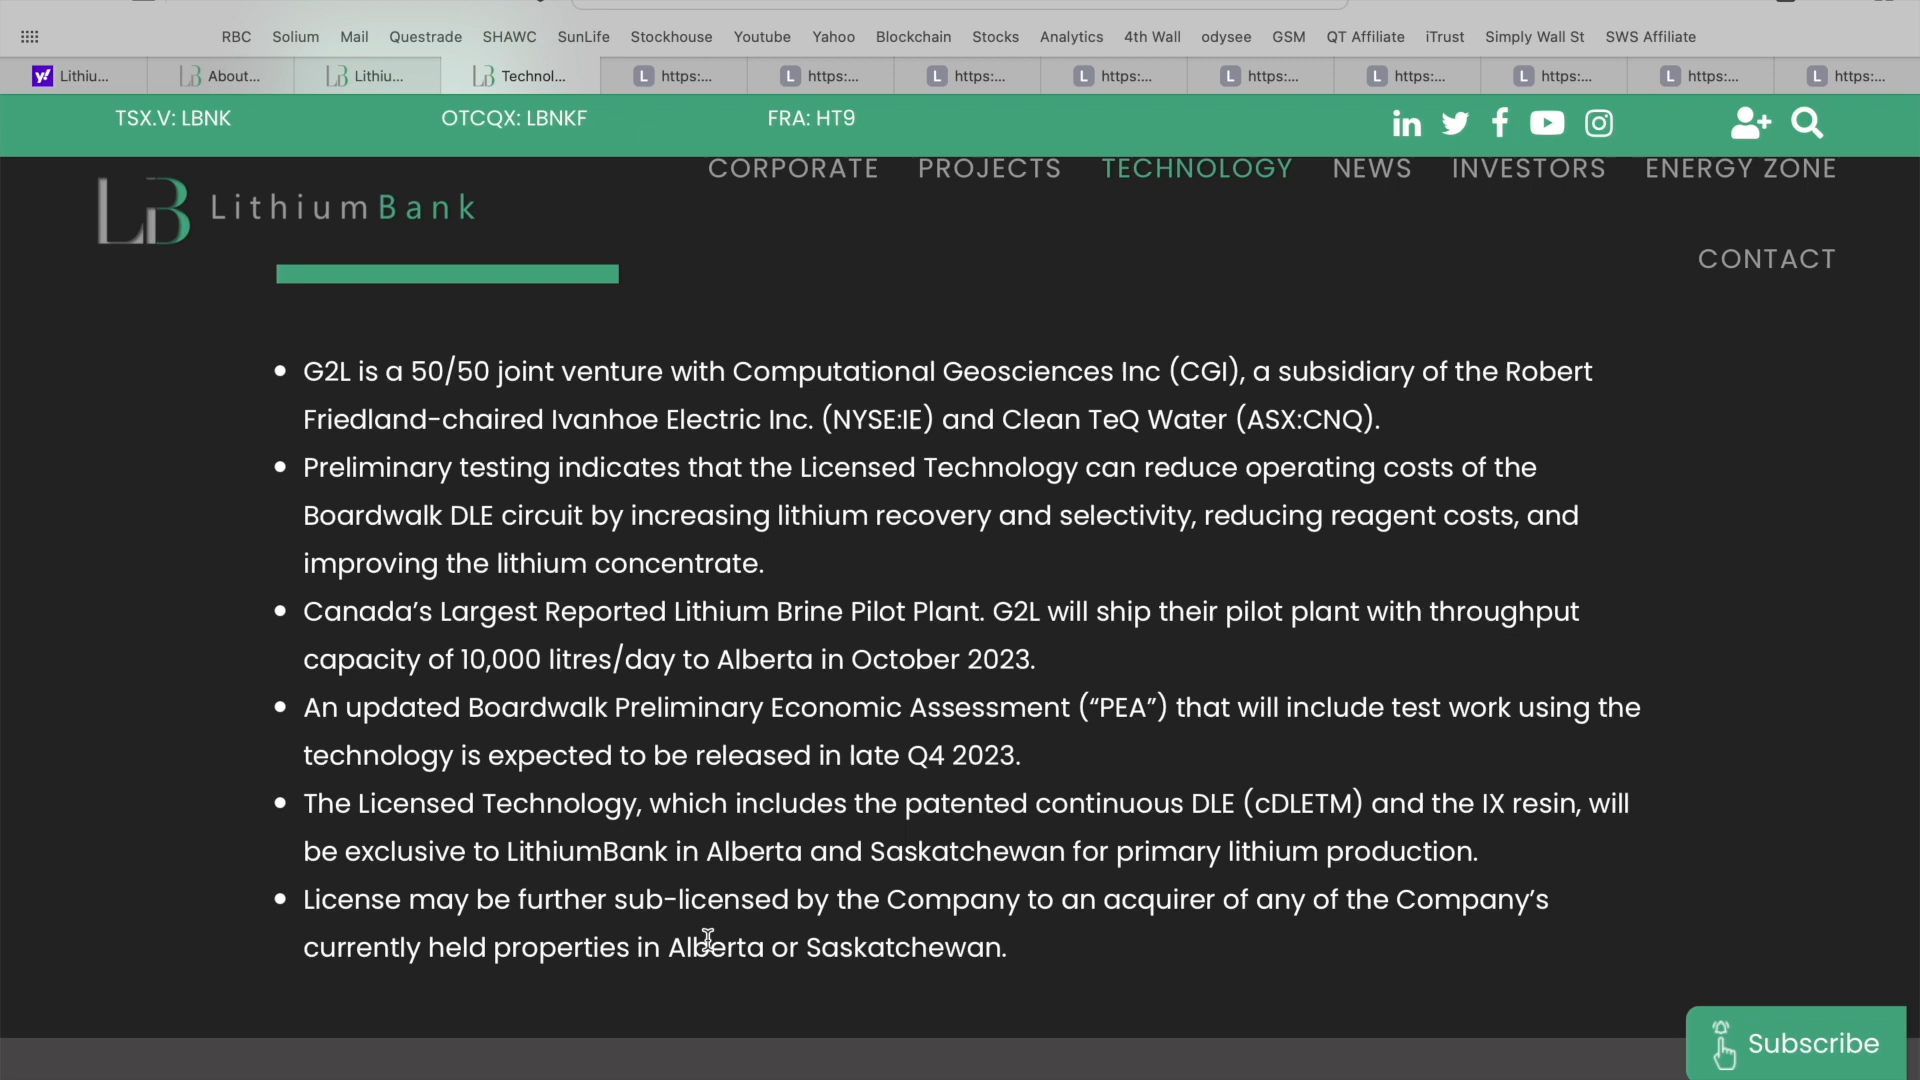 RBC Solium Mail Questrade SHAWC SunLife Stockhouse Youtube Yahoo Blockchain Stocks Analytics 4th Wall odysee GSM QT Affiliate iTrust Simply Wall St SWS Affiliate
y! Lithiu... LB About... LB Lithiu... LB Technol... L https:... L https:... L https:... L https:... L https:... L https:... L https:... L https:... L https:...
TSX.V: LBNK OTCQX: LBNKF FRA: HT9
CORPORATE PROJECTS TECHNOLOGY NEWS INVESTORS ENERGY ZONE
LB LithiumBank
CONTACT
• G2L is a 50/50 joint venture with Computational Geosciences Inc (CGI), a subsidiary of the Robert
Friedland-chaired Ivanhoe Electric Inc. (NYSE:IE) and Clean TeQ Water (ASX:CNQ).
• Preliminary testing indicates that the Licensed Technology can reduce operating costs of the
Boardwalk DLE circuit by increasing lithium recovery and selectivity, reducing reagent costs, and
improving the lithium concentrate.
• Canada’s Largest Reported Lithium Brine Pilot Plant. G2L will ship their pilot plant with throughput
capacity of 10,000 litres/day to Alberta in October 2023.
• An updated Boardwalk Preliminary Economic Assessment (“PEA”) that will include test work using the
technology is expected to be released in late Q4 2023.
• The Licensed Technology, which includes the patented continuous DLE (cDLETM) and the IX resin, will
be exclusive to LithiumBank in Alberta and Saskatchewan for primary lithium production.
• License may be further sub-licensed by the Company to an acquirer of any of the Company’s
currently held properties in Alberta or Saskatchewan.
Subscribe